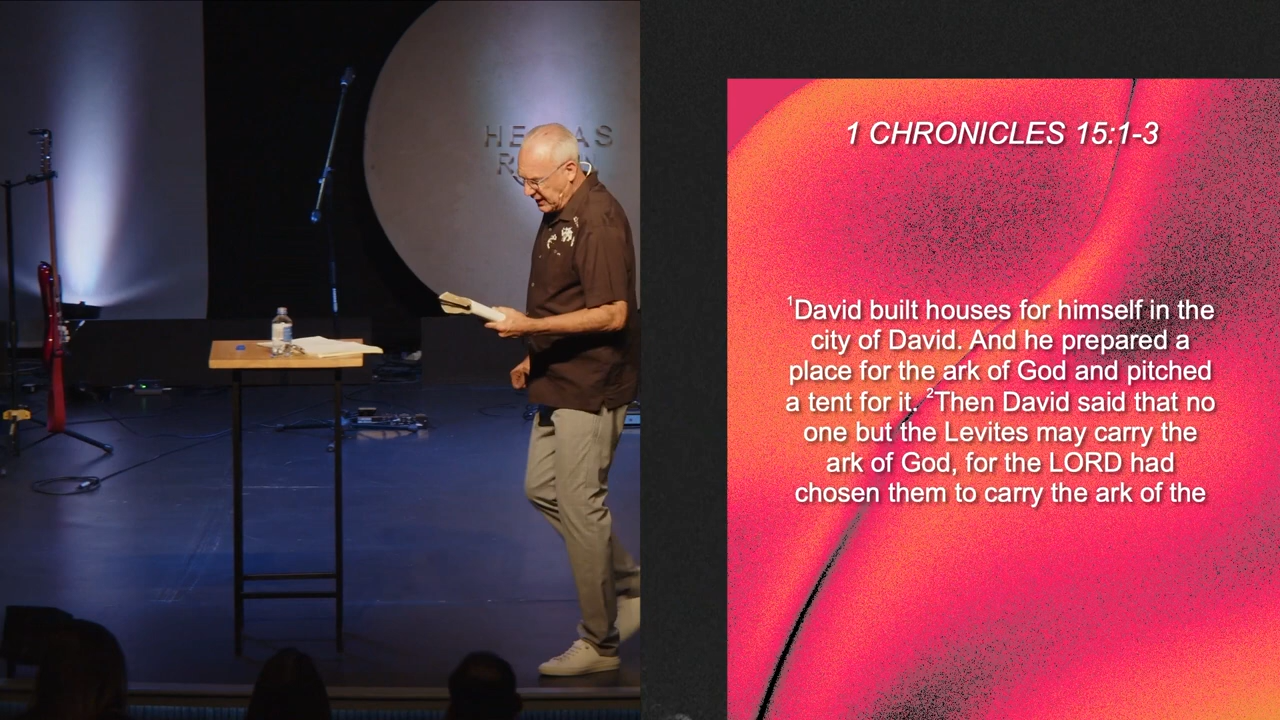 HE AS
R
1 CHRONICLES 15:1-3
¹David built houses for himself in the
city of David. And he prepared a
place for the ark of God and pitched
a tent for it. ²Then David said that no
one but the Levites may carry the
ark of God, for the LORD had
chosen them to carry the ark of the